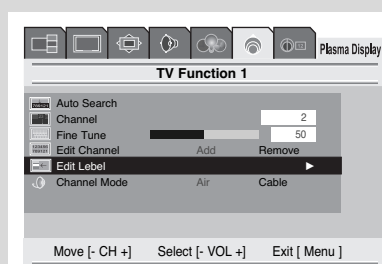 Plasma Display
TV Function 1
Auto Search
Channel 2
Fine Tune 50
Edit Channel Add Remove
Edit Lebel
Channel Mode Air Cable
Move [- CH +] Select [- VOL +] Exit [ Menu ]